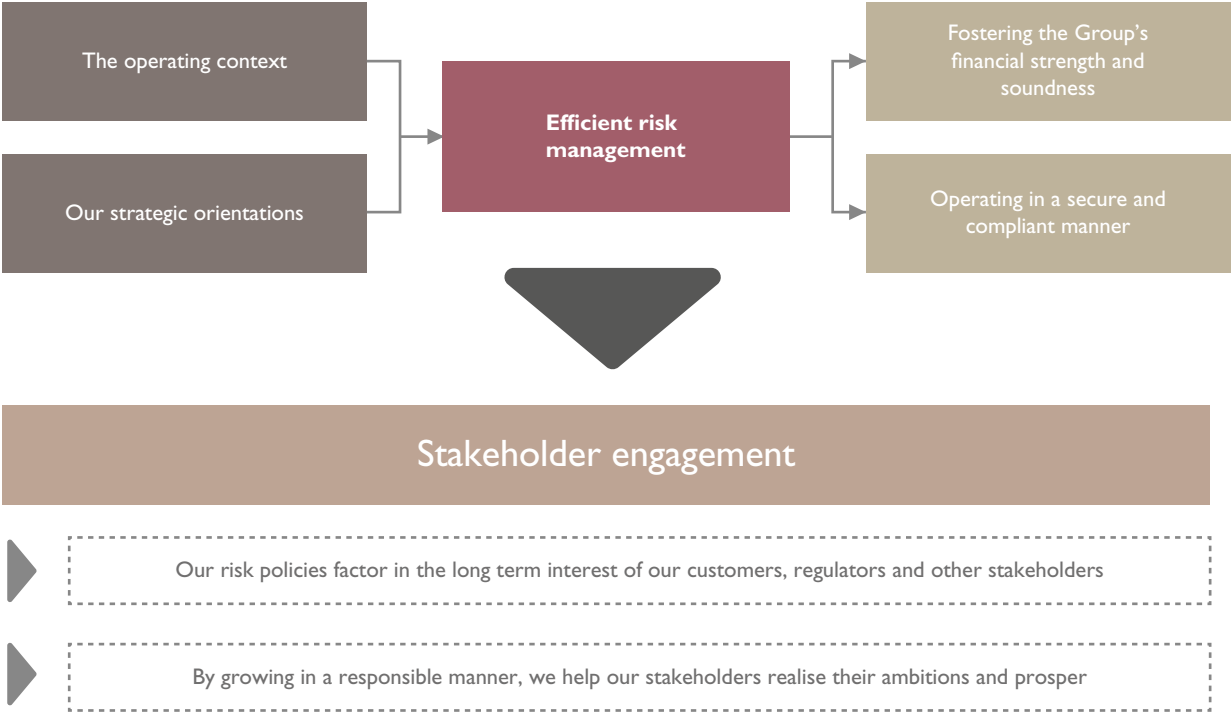 The operating context
Our strategic orientations
Efficient risk
management
Fostering the Group’s
financial strength and
soundness
Operating in a secure and
compliant manner
Stakeholder engagement
Our risk policies factor in the long term interest of our customers, regulators and other stakeholders
By growing in a responsible manner, we help our stakeholders realise their ambitions and prosper